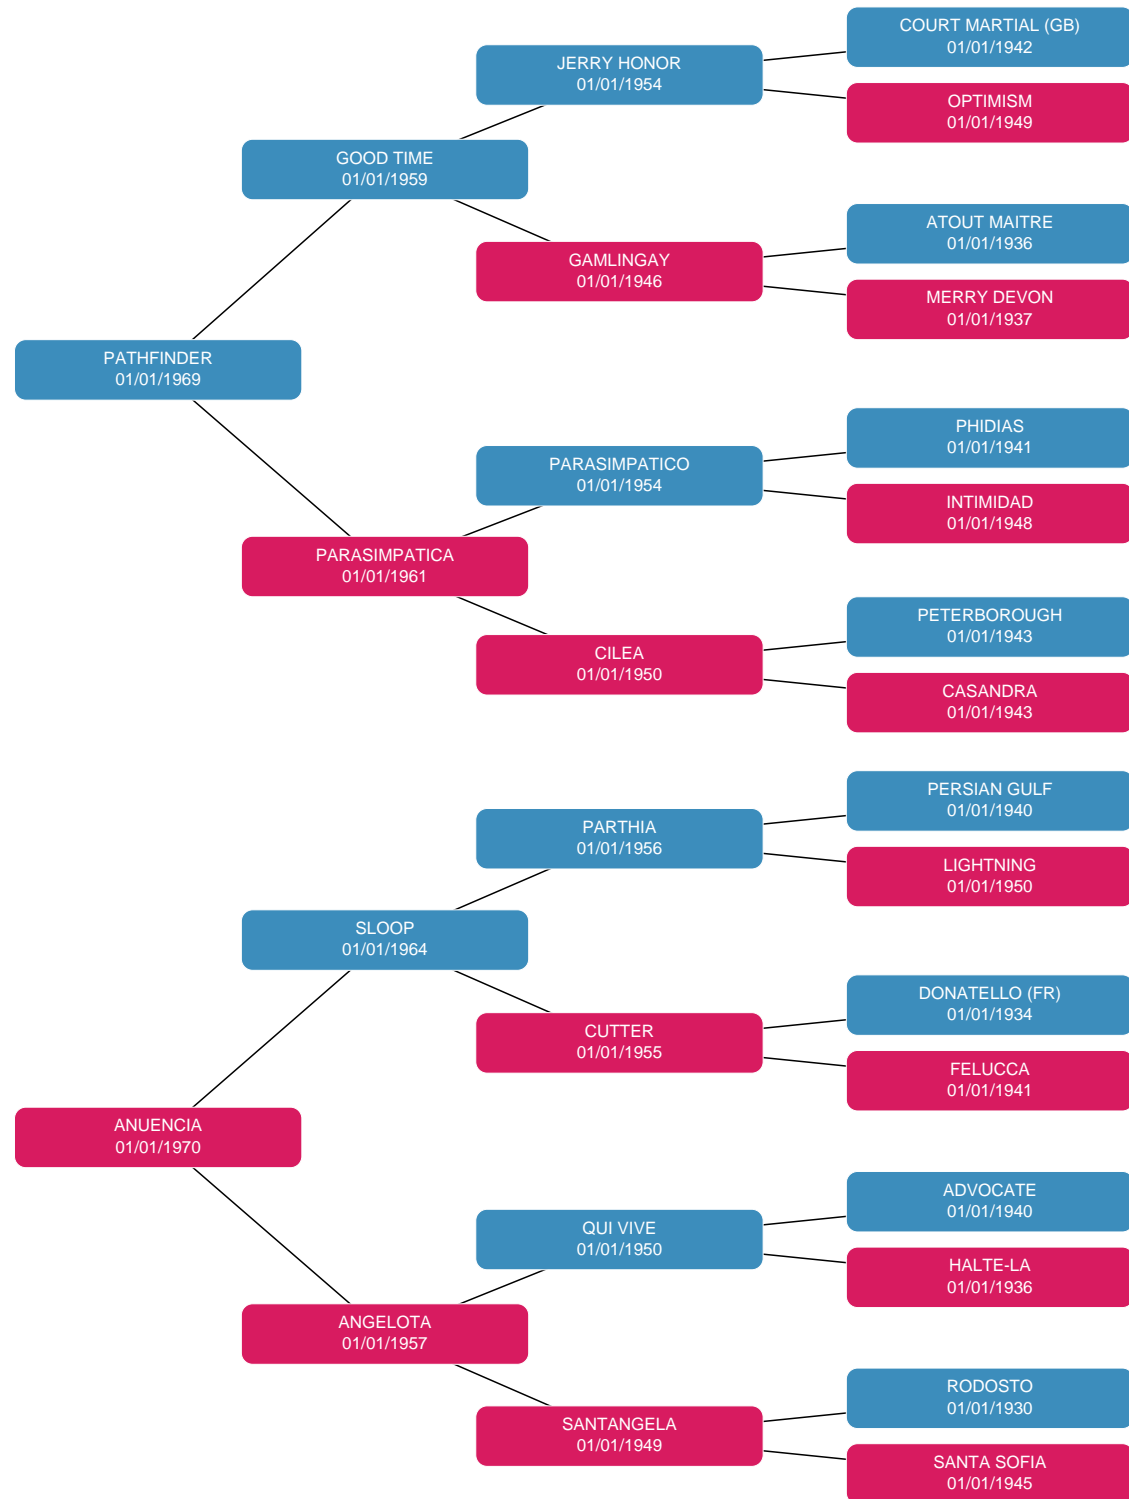 COURT MARTIAL (GB)
01/01/1942
JERRY HONOR
01/01/1954
OPTIMISM
01/01/1949
GOOD TIME
01/01/1959
ATOUT MAITRE
01/01/1936
GAMLINGAY
01/01/1946
MERRY DEVON
01/01/1937
PATHFINDER
01/01/1969
PHIDIAS
01/01/1941
PARASIMPATICO
01/01/1954
INTIMIDAD
01/01/1948
PARASIMPATICA
01/01/1961
PETERBOROUGH
01/01/1943
CILEA
01/01/1950
CASANDRA
01/01/1943
PERSIAN GULF
01/01/1940
PARTHIA
01/01/1956
LIGHTNING
01/01/1950
SLOOP
01/01/1964
DONATELLO (FR)
01/01/1934
CUTTER
01/01/1955
FELUCCA
01/01/1941
ANUENCIA
01/01/1970
ADVOCATE
01/01/1940
QUI VIVE
01/01/1950
HALTE-LA
01/01/1936
ANGELOTA
01/01/1957
RODOSTO
01/01/1930
SANTANGELA
01/01/1949
SANTA SOFIA
01/01/1945